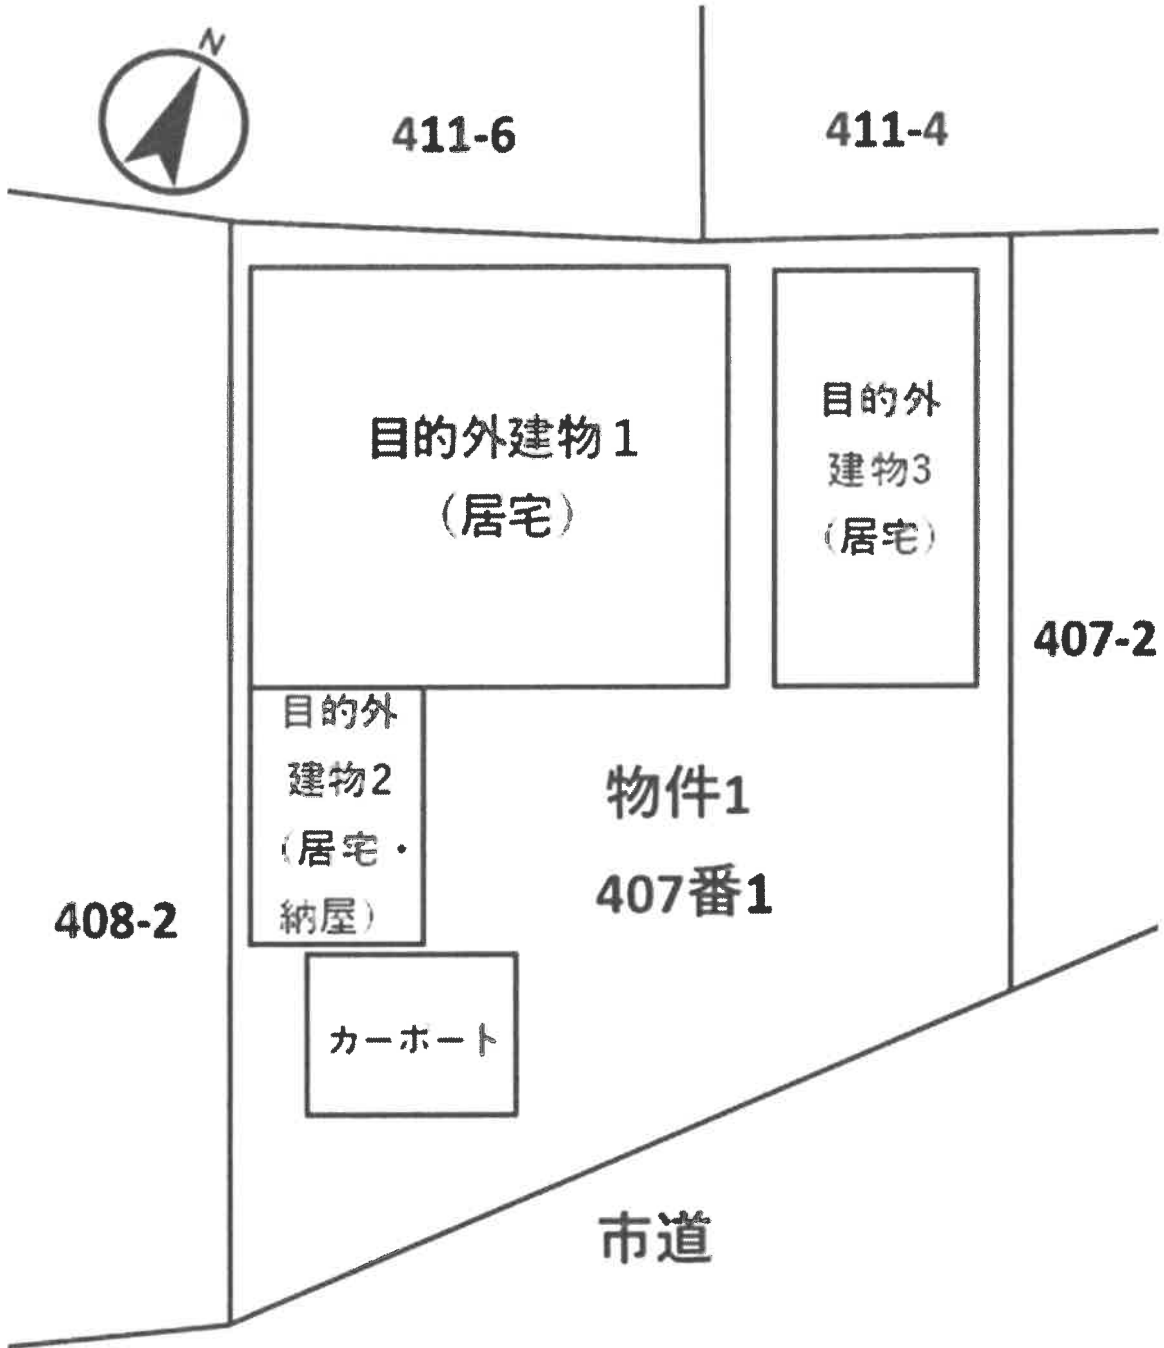 N
411-6
411-4
目的外建物1
(居宅)
目的外
建物3
(居宅)
407-2
目的外
建物2
(居宅・
納屋)
物件1
407番1
408-2
カーポート
市道